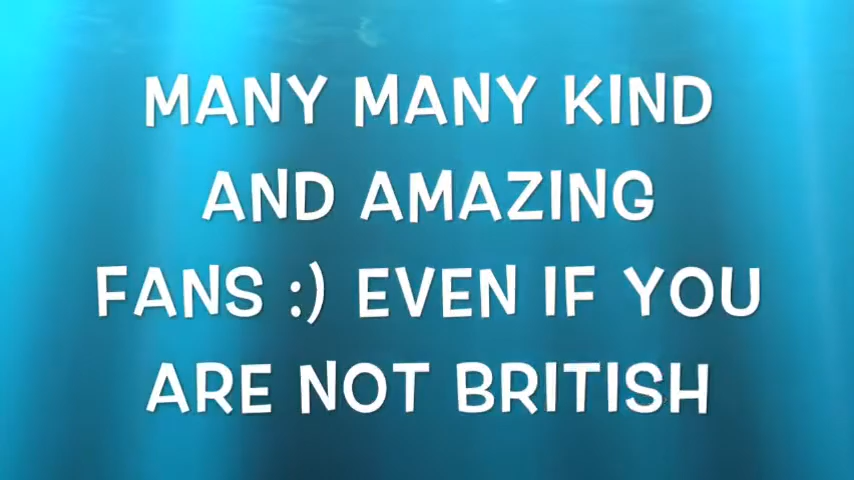 MANY MANY KIND
AND AMAZING
FANS :) EVEN IF YOU
ARE NOT BRITISH